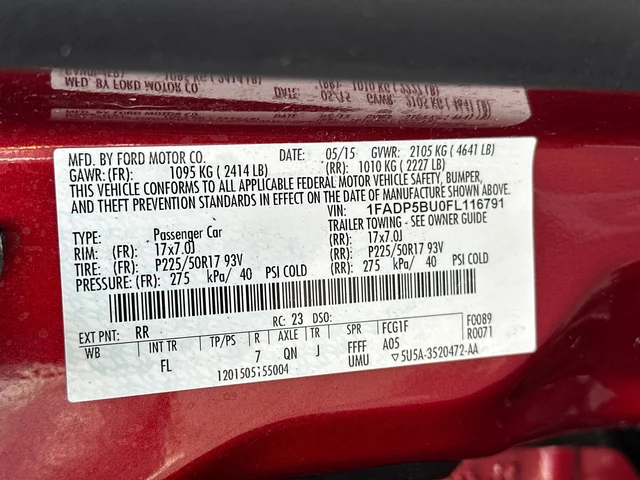 MFD. BY FORD MOTOR CO. DATE: 05/15 GVWR: 2105 KG ( 4641 LB)
GAWR: (FR): 1095 KG ( 2414 LB) (RR): 1010 KG ( 2227 LB)
THIS VEHICLE CONFORMS TO ALL APPLICABLE FEDERAL MOTOR VEHICLE SAFETY, BUMPER,
AND THEFT PREVENTION STANDARDS IN EFFECT ON THE DATE OF MANUFACTURE SHOWN ABOVE.
VIN: 1FADP5BU0FL116791
TYPE: Passenger Car TRAILER TOWING - SEE OWNER GUIDE
RIM: (FR): 17x7.0J (RR): 17x7.0J
TIRE: (FR): P225/50R17 93V (RR): P225/50R17 93V
PRESSURE: (FR): 275 kPa/ 40 PSI COLD (RR): 275 kPa/ 40 PSI COLD
EXT PNT: RR RC: 23 DSO: F0089
WB INT TR TP/PS R AXLE TR SPR FCG1F R0071
FL 7 QN J FFFF A05
UMU ▽5U5A-3520472-AA
1201505155004